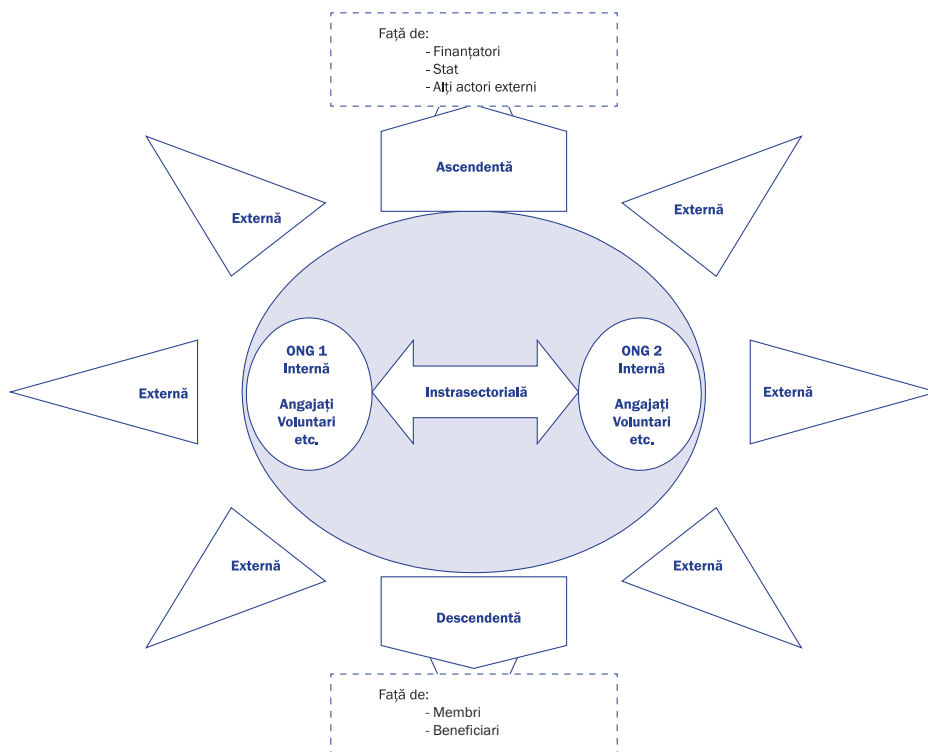 Față de:
- Finanțatori
- Stat
- Alți actori externi
Ascendentă
Externă
Externă
ONG 1
Internă
Angajați
Voluntari
etc.
Instrasectorială
ONG 2
Internă
Angajați
Voluntari
etc.
Externă
Externă
Externă
Externă
Descendentă
Față de:
- Membri
- Beneficiari